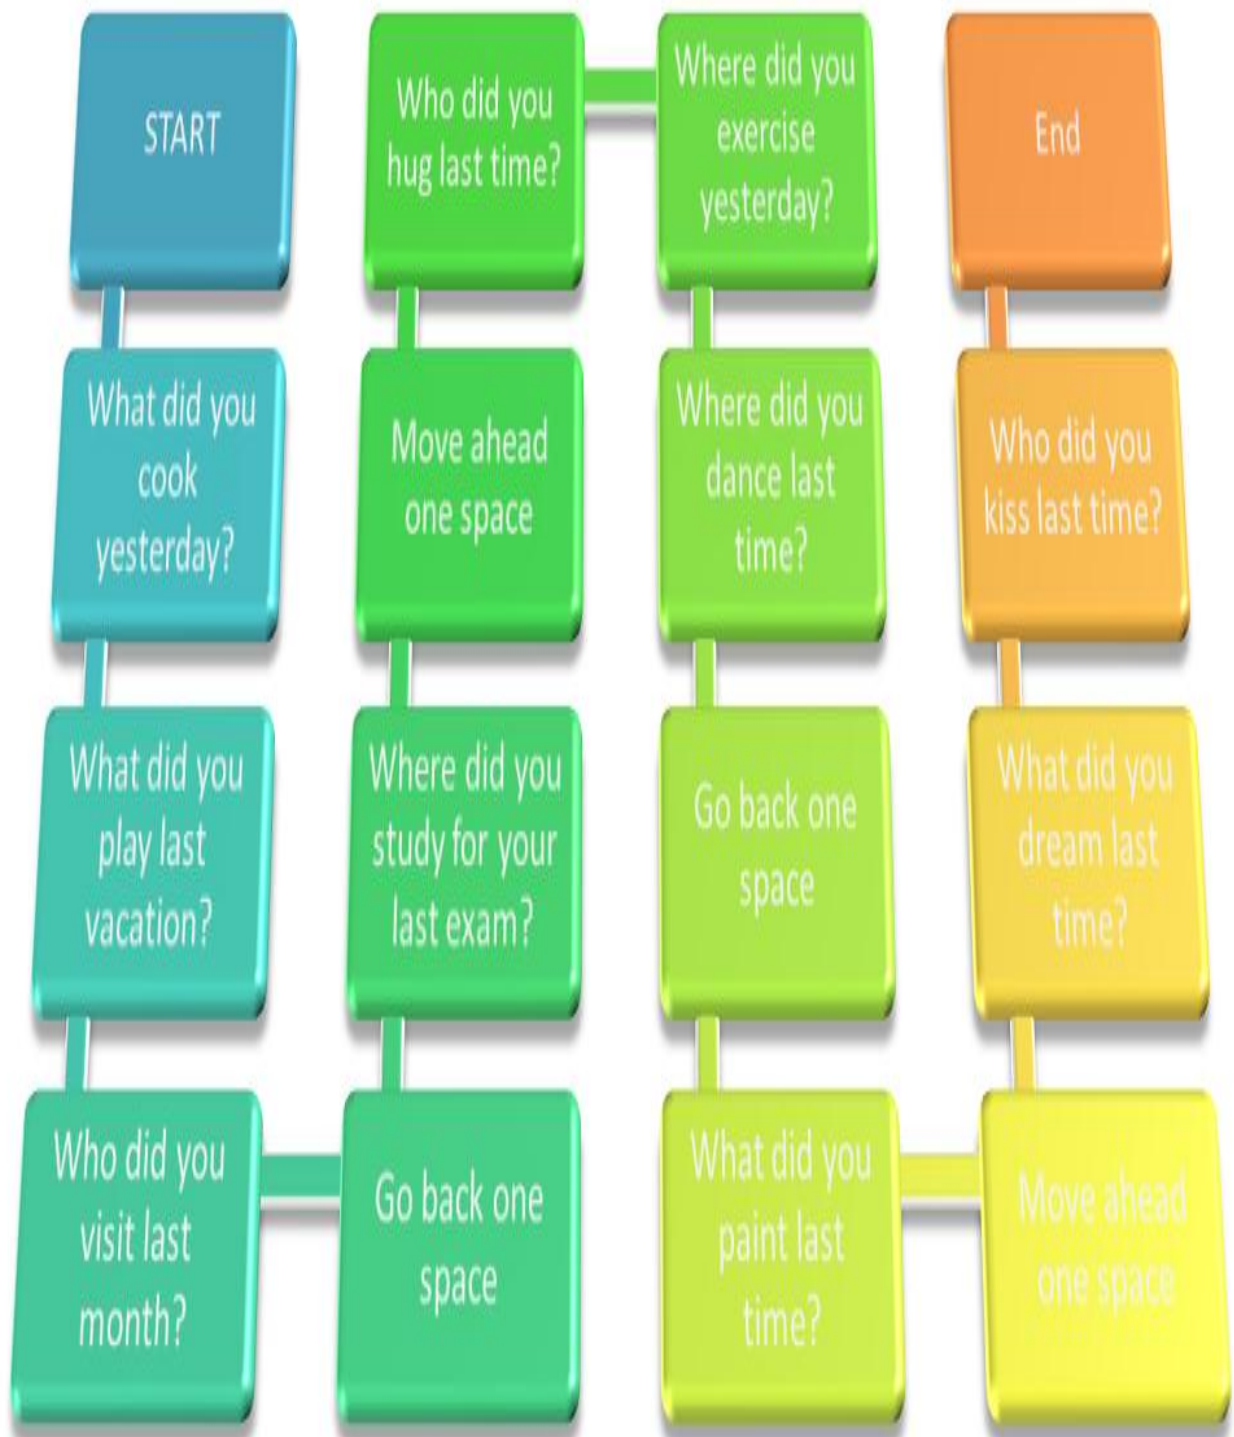 START
What did you
cook
yesterday?
What did you
play last
vacation?
Who did you
visit last
month?
Go back one
space
Where did you
study for your
last exam?
Move ahead
one space
Who did you
hug last time?
Where did you
exercise
yesterday?
Where did you
dance last
time?
Go back one
space
What did you
paint last
time?
Move ahead
one space
What did you
dream last
time?
Who did you
kiss last time?
End